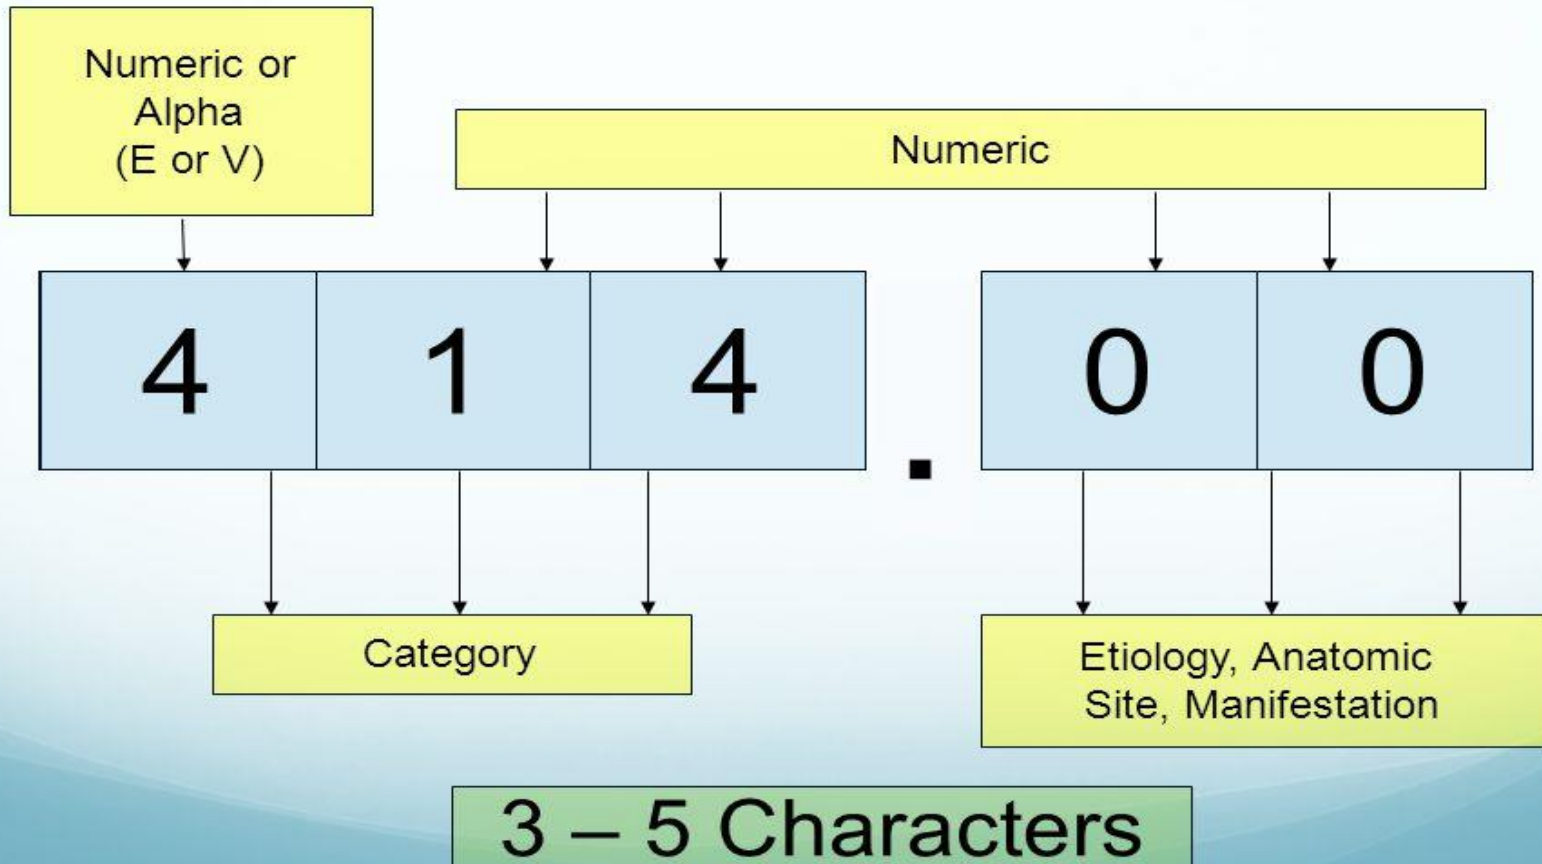 Numeric or
Alpha
(E or V)
Numeric
4 1 4 . 0 0
Category
Etiology, Anatomic
Site, Manifestation
3 – 5 Characters